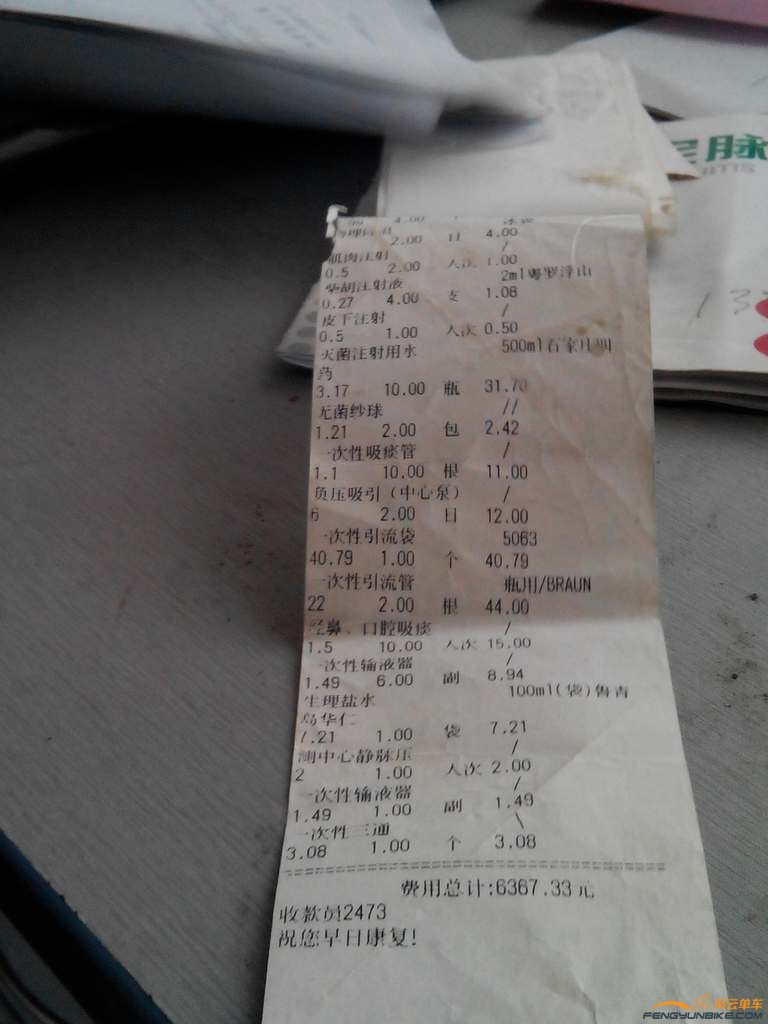 4.00
2.00 日 4.00
肌肉注射 /
0.5 2.00 人次 1.00
柴胡注射液 2ml粤罗浮山
0.27 4.00 支 1.08
皮下注射 /
0.5 1.00 人次 0.50
灭菌注射用水 500ml石家庄四
药
3.17 10.00 瓶 31.70
无菌纱球 //
1.21 2.00 包 2.42
一次性吸痰管 /
1.1 10.00 根 11.00
负压吸引(中心泵) /
6 2.00 日 12.00
一次性引流袋 5063
40.79 1.00 个 40.79
一次性引流管 瓶用/BRAUN
22 2.00 根 44.00
经鼻、口腔吸痰 /
1.5 10.00 人次 15.00
一次性输液器 /
1.49 6.00 副 8.94
生理盐水 100ml(袋)鲁青
岛华仁
7.21 1.00 袋 7.21
测中心静脉压 /
2 1.00 人次 2.00
一次性输液器 /
1.49 1.00 副 1.49
一次性三通 \
3.08 1.00 个 3.08
费用总计:6367.33元
收款员2473
祝您早日康复!
脉
13
风云单车
FENGYUNBIKE.COM